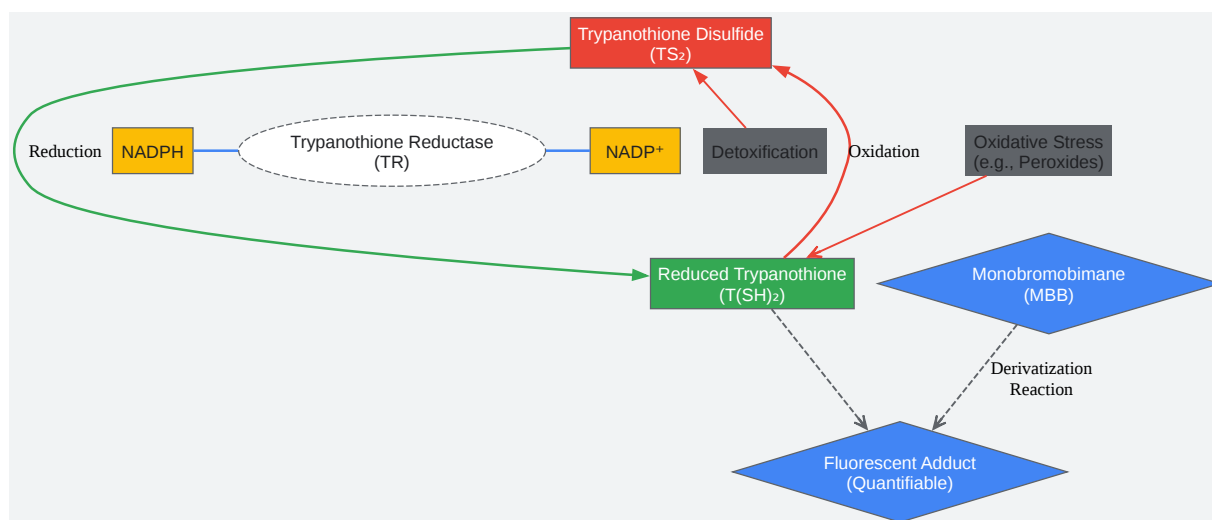 Trypanothione Disulfide
(TS₂)
Reduction
NADPH
Trypanothione Reductase
(TR)
NADP⁺
Detoxification
Oxidation
Oxidative Stress
(e.g., Peroxides)
Reduced Trypanothione
(T(SH)₂)
Monobromobimane
(MBB)
Derivatization
Reaction
Fluorescent Adduct
(Quantifiable)